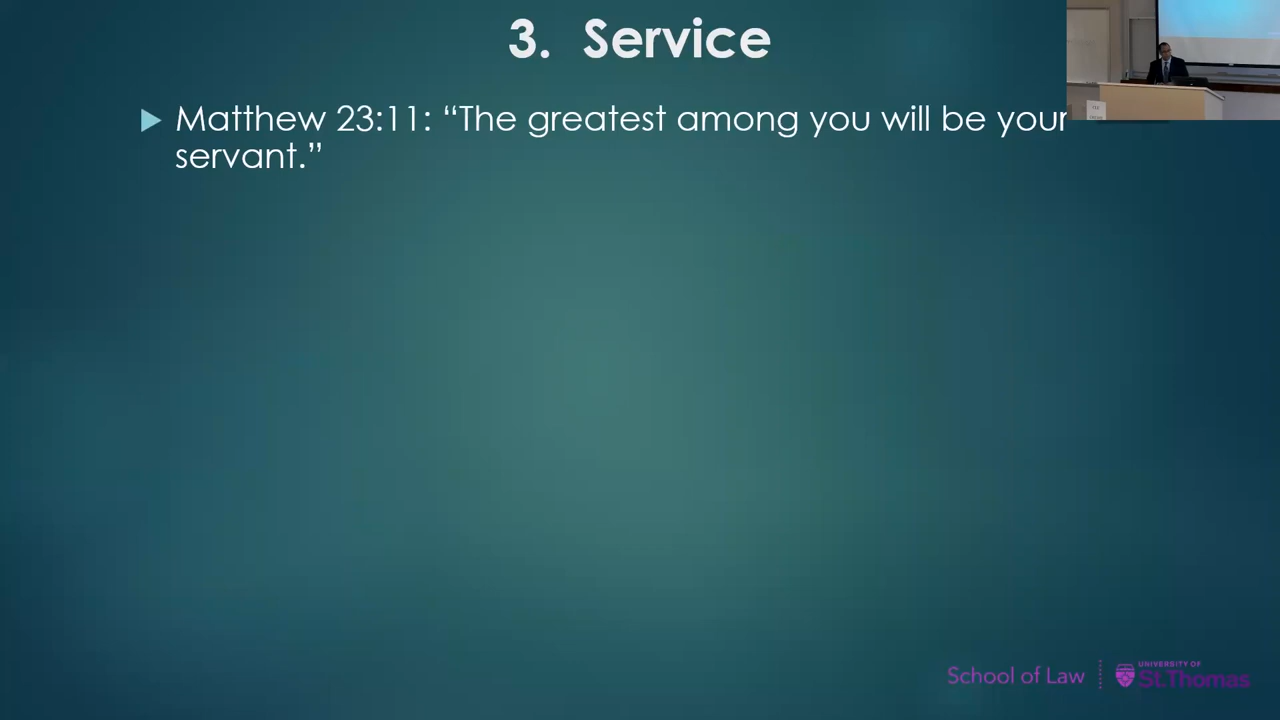 3. Service
Matthew 23:11: “The greatest among you will be your
servant.”
School of Law
UNIVERSITY OF
St.Thomas